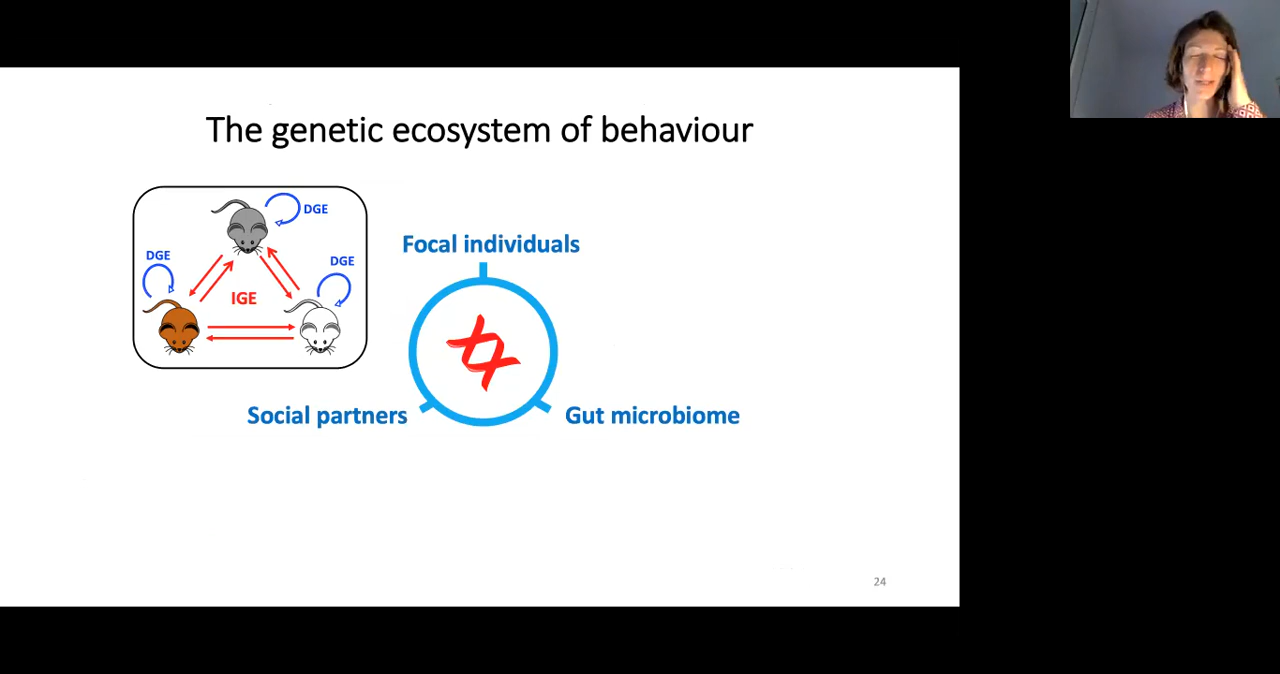 The genetic ecosystem of behaviour
DGE
DGE
DGE
IGE
Focal individuals
Social partners
Gut microbiome
24